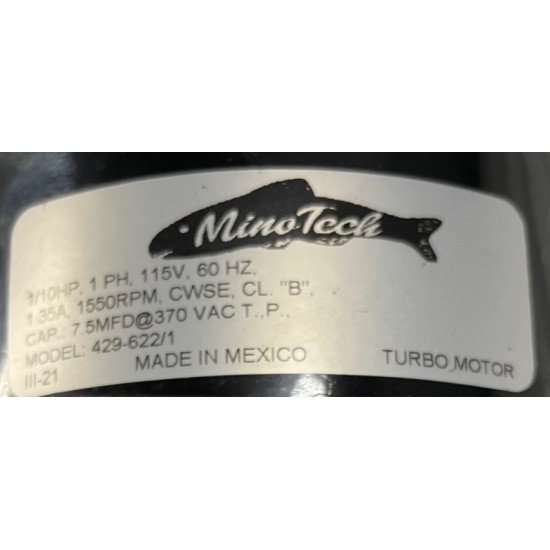 MinoTech
1/10HP, 1 PH, 115V, 60 HZ,
1.35A, 1550RPM, CWSE, CL. "B",
CAP.: 7.5MFD@370 VAC T.,P.,
MODEL: 429-622/1
III-21 MADE IN MEXICO TURBO MOTOR